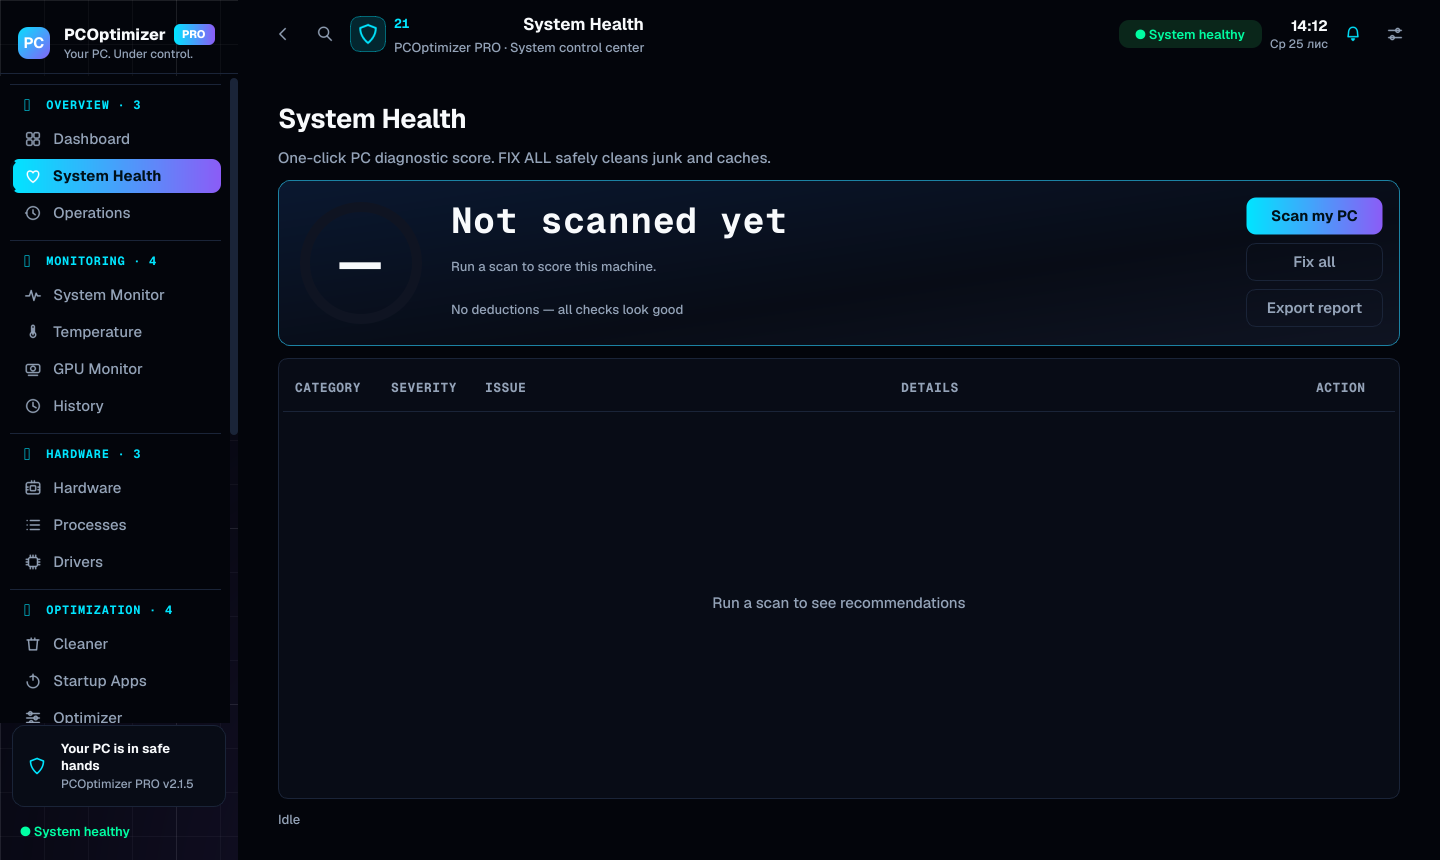 PC
PCOptimizer PRO
Your PC. Under control.
OVERVIEW · 3
Dashboard
System Health
Operations
MONITORING · 4
System Monitor
Temperature
GPU Monitor
History
HARDWARE · 3
Hardware
Processes
Drivers
OPTIMIZATION · 4
Cleaner
Startup Apps
Optimizer
Your PC is in safe
hands
PCOptimizer PRO v2.1.5
System healthy
21 System Health
PCOptimizer PRO · System control center
System healthy
14:12
Ср 25 лис
System Health
One-click PC diagnostic score. FIX ALL safely cleans junk and caches.
—
Not scanned yet
Run a scan to score this machine.
No deductions — all checks look good
Scan my PC
Fix all
Export report
CATEGORY SEVERITY ISSUE DETAILS ACTION
Run a scan to see recommendations
Idle